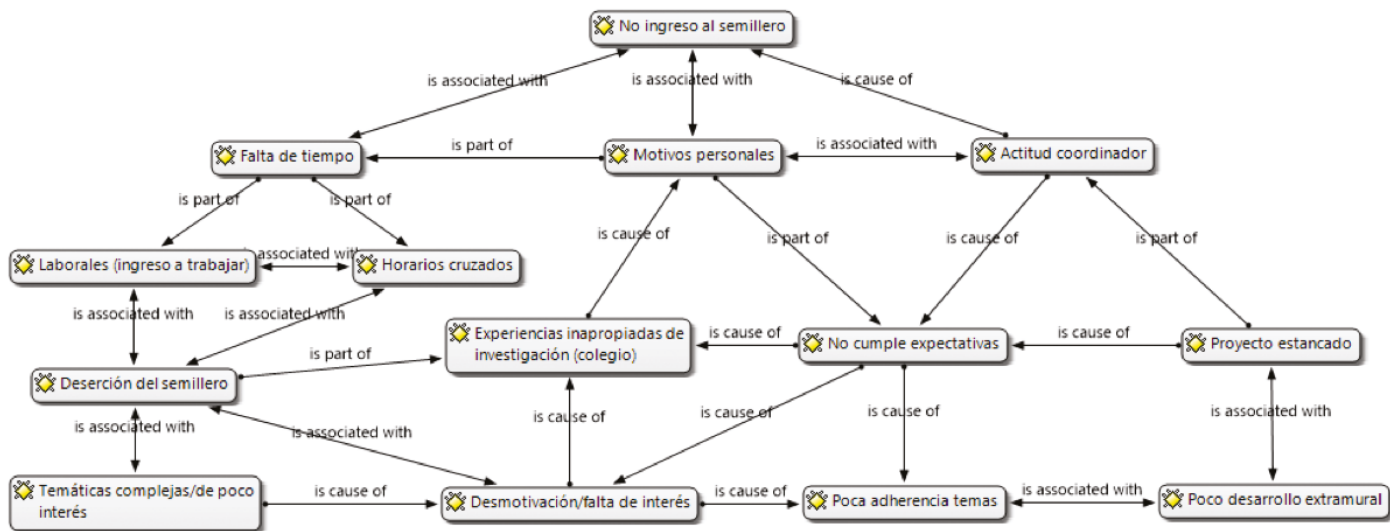 No ingreso al semillero
is associated with
is associated with
is cause of
Falta de tiempo
is part of
Motivos personales
is associated with
Actitud coordinador
is part of
is part of
is cause of
is part of
is cause of
is part of
Laborales (ingreso a trabajar)
is associated with
Horarios cruzados
is associated with
is associated with
Experiencias inapropiadas de
investigación (colegio)
is cause of
No cumple expectativas
is cause of
Proyecto estancado
is part of
Deserción del semillero
is associated with
is associated with
is cause of
is cause of
is cause of
is associated with
Temáticas complejas/de poco
interés
is cause of
Desmotivación/falta de interés
is cause of
Poca adherencia temas
is associated with
Poco desarrollo extramural